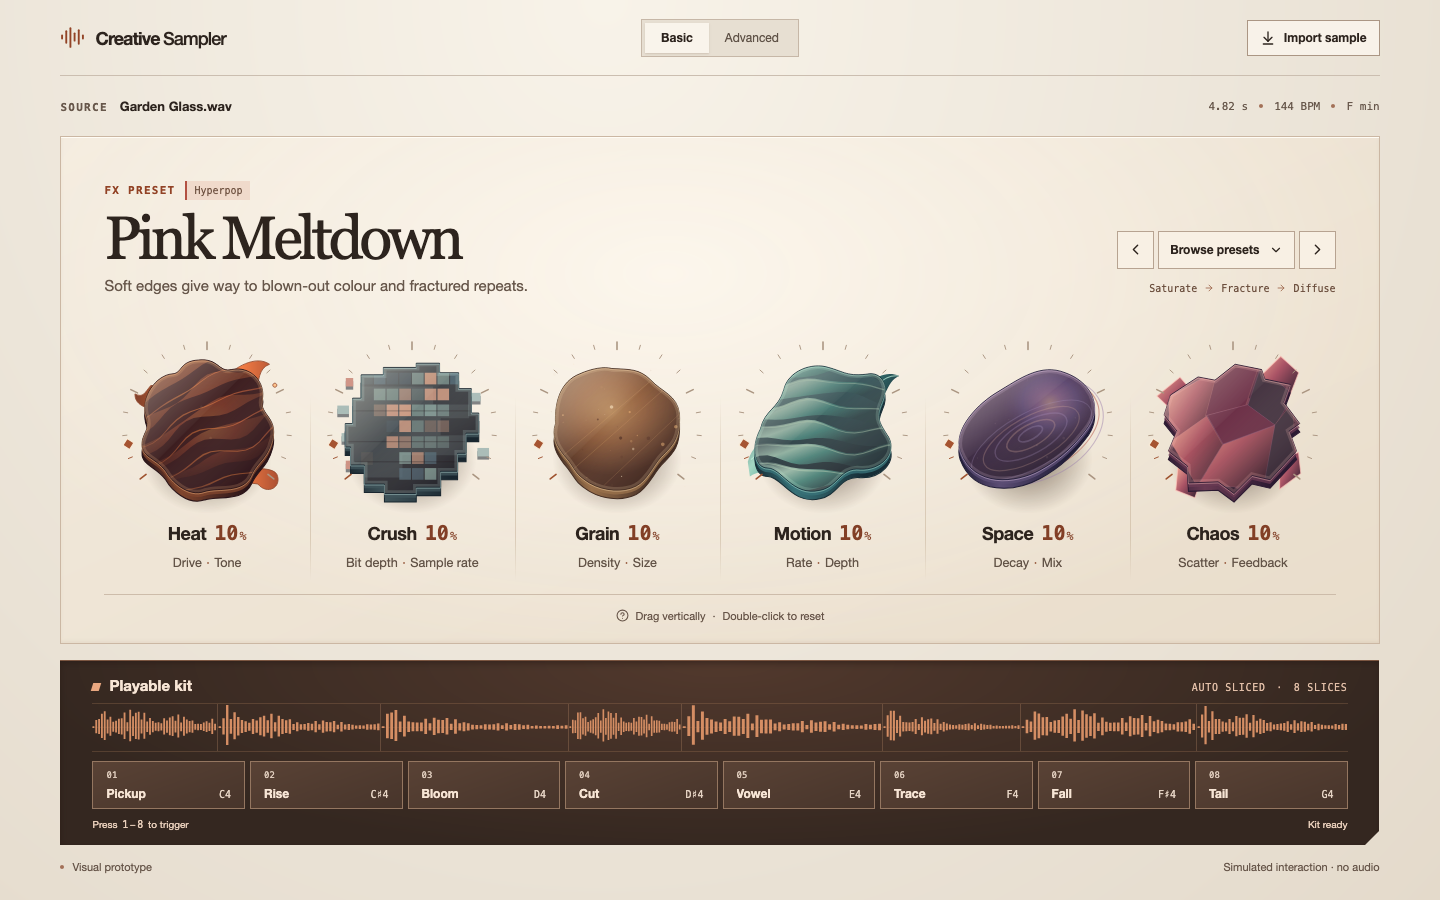 Creative Sampler
Basic Advanced
Import sample
SOURCE Garden Glass.wav
4.82 s • 144 BPM • F min
FX PRESET Hyperpop
Pink Meltdown
Soft edges give way to blown-out colour and fractured repeats.
Browse presets
Saturate → Fracture → Diffuse
Heat 10%
Drive · Tone
Crush 10%
Bit depth · Sample rate
Grain 10%
Density · Size
Motion 10%
Rate · Depth
Space 10%
Decay · Mix
Chaos 10%
Scatter · Feedback
Drag vertically · Double-click to reset
Playable kit
AUTO SLICED · 8 SLICES
01
Pickup C4
02
Rise C♯4
03
Bloom D4
04
Cut D♯4
05
Vowel E4
06
Trace F4
07
Fall F♯4
08
Tail G4
Press 1–8 to trigger
Kit ready
• Visual prototype
Simulated interaction · no audio